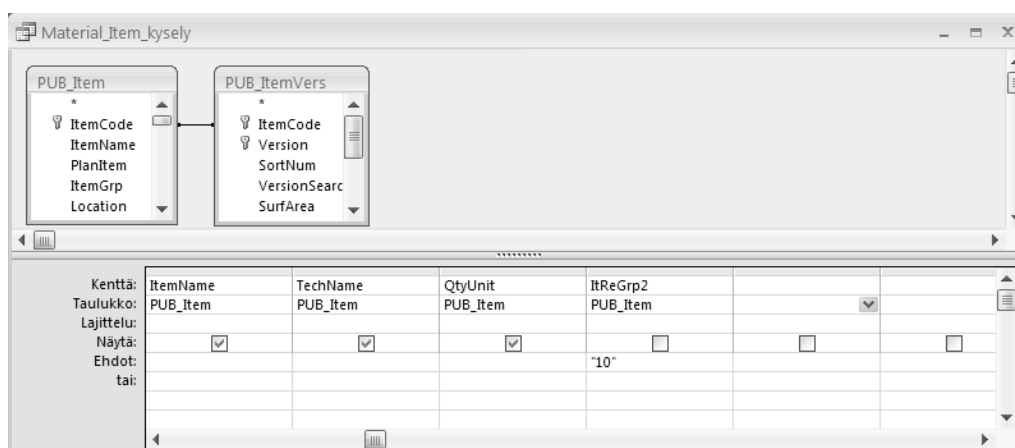 Material_Item_kysely
PUB_Item
*
ItemCode
ItemName
PlanItem
ItemGrp
Location
PUB_ItemVers
*
ItemCode
Version
SortNum
VersionSearc
SurfArea
Kenttä: ItemName TechName QtyUnit ItReGrp2
Taulukko: PUB_Item PUB_Item PUB_Item PUB_Item
Lajittelu:
Näytä:
Ehdot: "10"
tai: